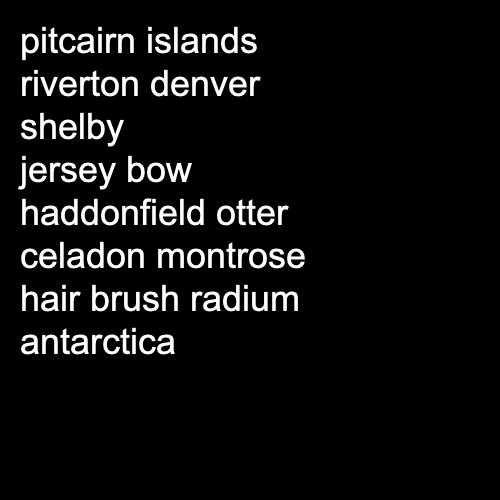 pitcairn islands
riverton denver
shelby
jersey bow
haddonfield otter
celadon montrose
hair brush radium
antarctica